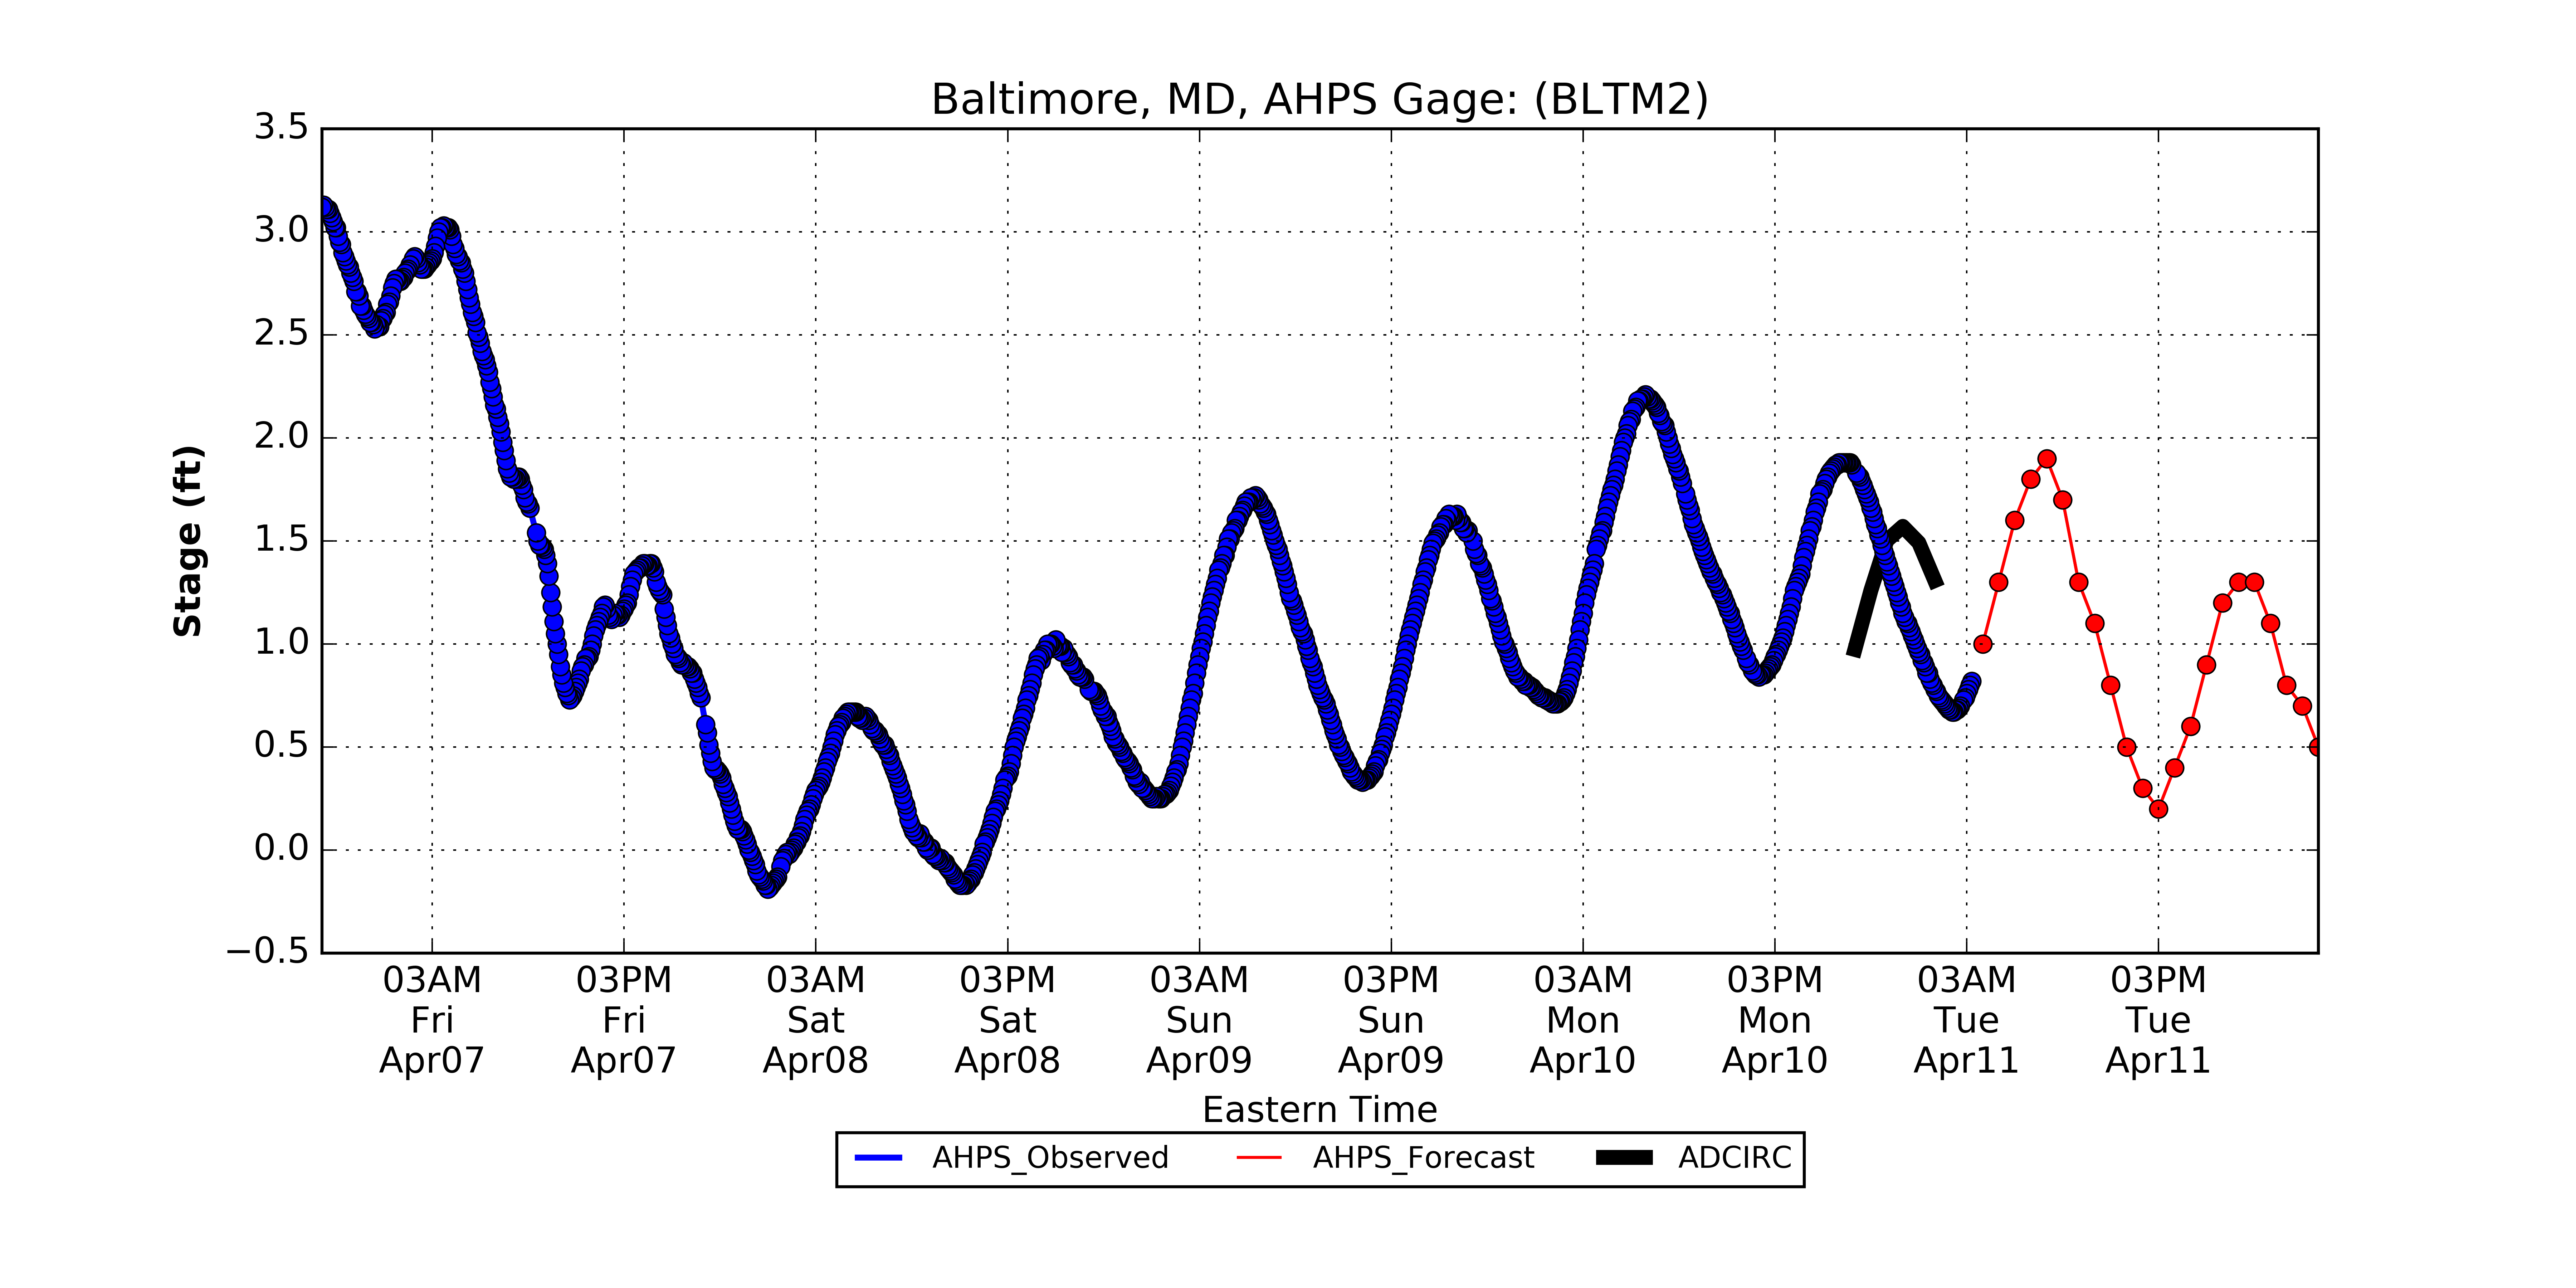 Baltimore, MD, AHPS Gage: (BLTM2)
3.5
3.0
2.5
2.0
1.5
1.0
0.5
0.0
−0.5
Stage (ft)
03AM 03PM 03AM 03PM 03AM 03PM 03AM 03PM 03AM 03PM
Fri Fri Sat Sat Sun Sun Mon Mon Tue Tue
Apr07 Apr07 Apr08 Apr08 Apr09 Apr09 Apr10 Apr10 Apr11 Apr11
Eastern Time
AHPS_Observed AHPS_Forecast ADCIRC